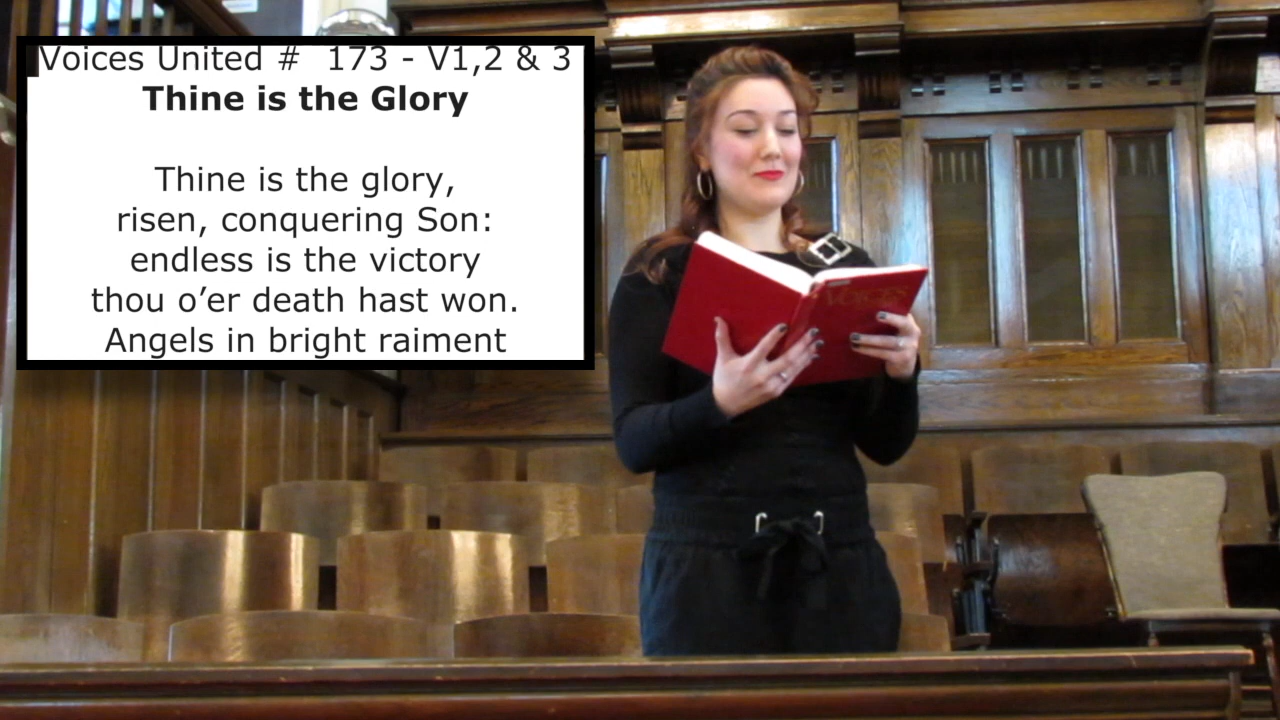 Voices United #  173 - V1,2 & 3
Thine is the Glory
Thine is the glory,
risen, conquering Son:
endless is the victory
thou o’er death hast won.
Angels in bright raiment
VOICES